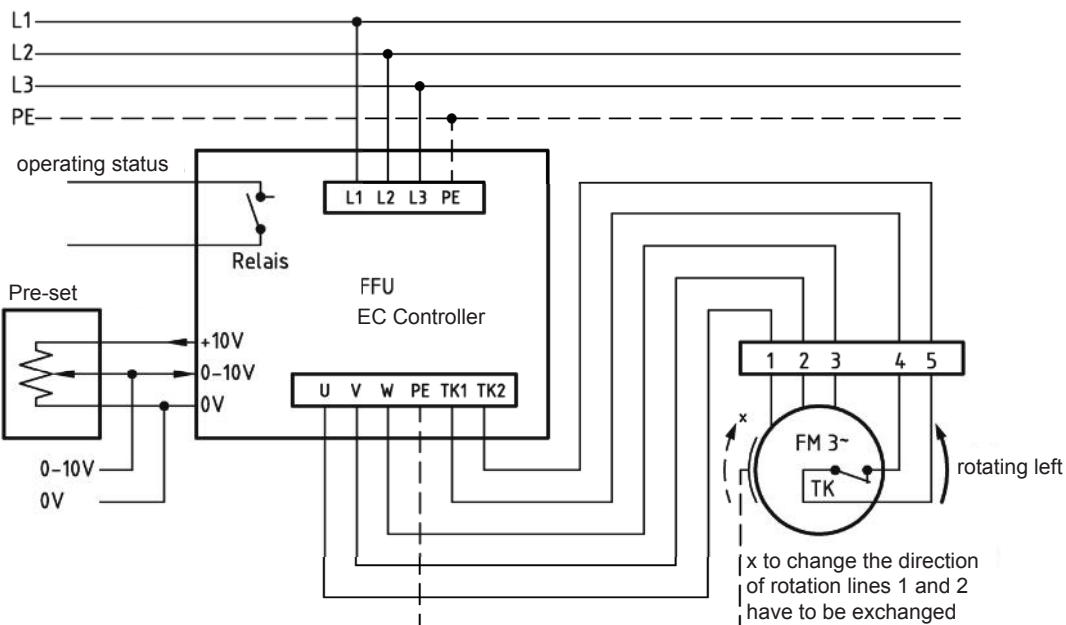 L1
L2
L3
PE
operating status
L1 L2 L3 PE
Relais
FFU
EC Controller
Pre-set
+10V
0-10V
0V
U V W PE TK1 TK2
0-10V
0V
1 2 3 4 5
x
FM 3~
TK
rotating left
x to change the direction
of rotation lines 1 and 2
have to be exchanged